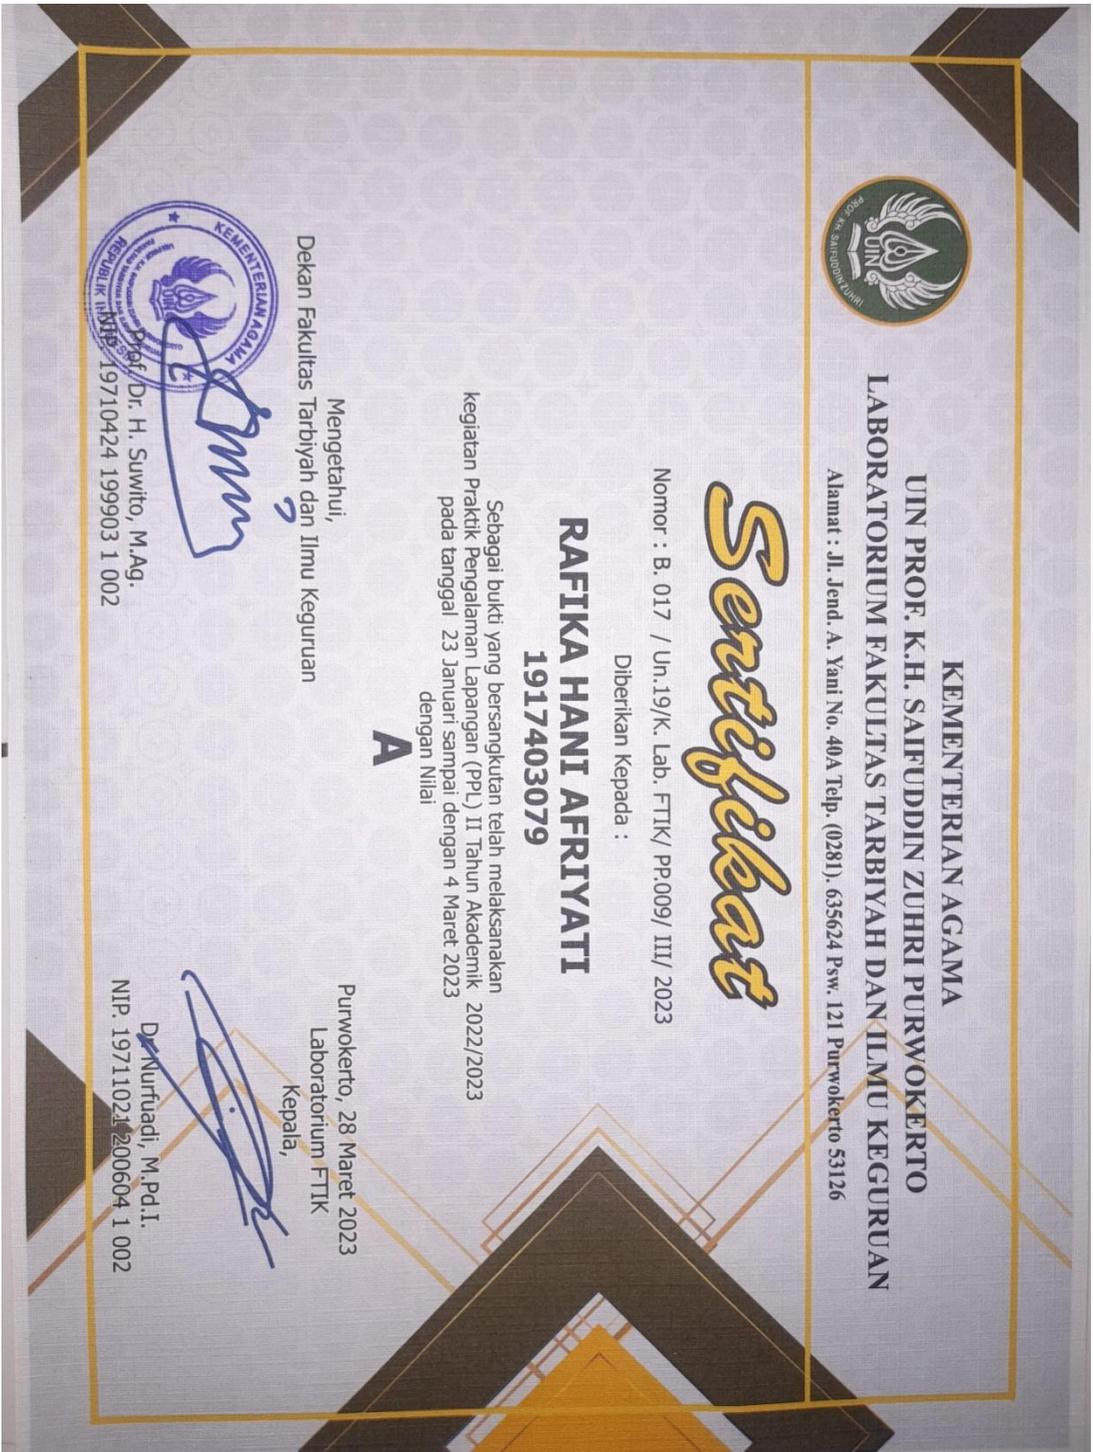 KEMENTERIAN AGAMA
UIN PROF. K.H. SAIFUDDIN ZUHRI PURWOKERTO
LABORATORIUM FAKULTAS TARBIYAH DAN ILMU KEGURUAN
Alamat : Jl. Jend. A. Yani No. 40A Telp. (0281). 635624 Psw. 121 Purwokerto 53126
UIN
PROF. KH. SAIFUDDIN ZUHRI
Sertifikat
Nomor : B. 017 / Un.19/K. Lab. FTIK/ PP.009/ III/ 2023
Diberikan Kepada :
RAFIKA HANI AFRIYATI
1917403079
Sebagai bukti yang bersangkutan telah melaksanakan
kegiatan Praktik Pengalaman Lapangan (PPL) II Tahun Akademik 2022/2023
pada tanggal 23 Januari sampai dengan 4 Maret 2023
dengan Nilai
A
Mengetahui,
Dekan Fakultas Tarbiyah dan Ilmu Keguruan
KEMENTERIAN AGAMA
UIN
REPUBLIK
Prof. Dr. H. Suwito, M.Ag.
NIP. 19710424 199903 1 002
Purwokerto, 28 Maret 2023
Laboratorium FTIK
Kepala,
Dr. Nurfuadi, M.Pd.I.
NIP. 19711021 200604 1 002